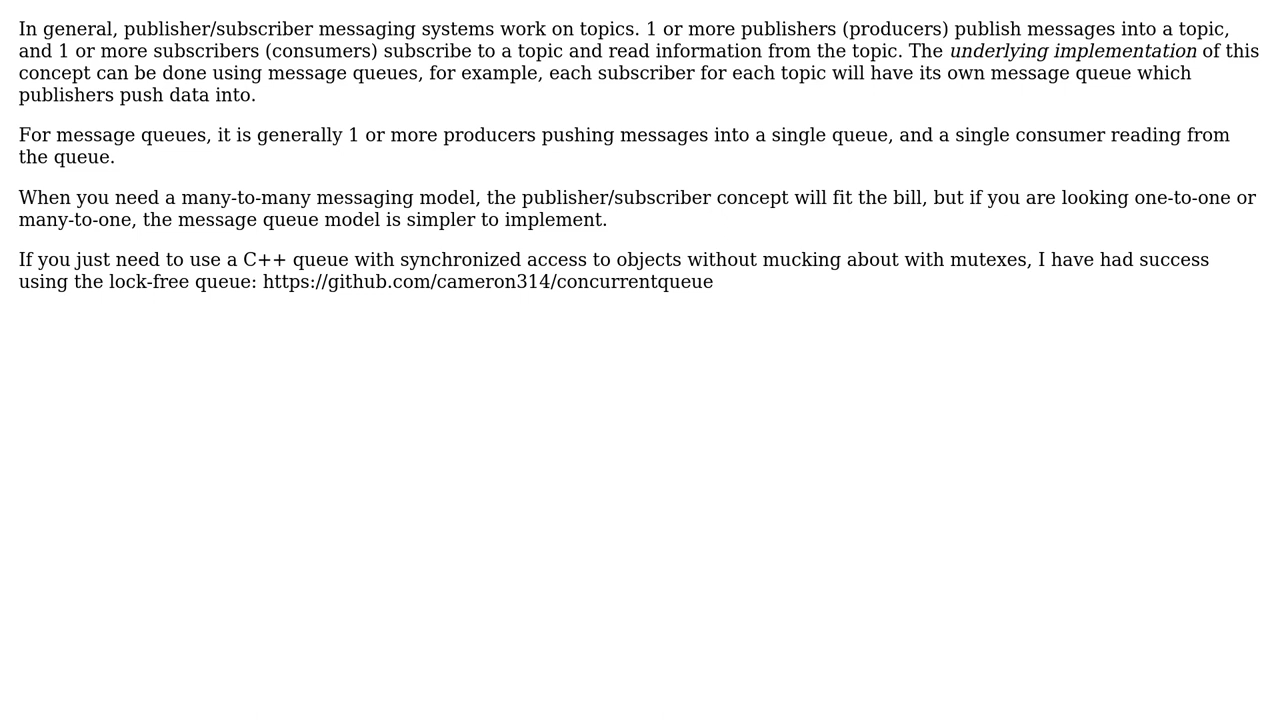 In general, publisher/subscriber messaging systems work on topics. 1 or more publishers (producers) publish messages into a topic,
and 1 or more subscribers (consumers) subscribe to a topic and read information from the topic. The underlying implementation of this
concept can be done using message queues, for example, each subscriber for each topic will have its own message queue which
publishers push data into.
For message queues, it is generally 1 or more producers pushing messages into a single queue, and a single consumer reading from
the queue.
When you need a many-to-many messaging model, the publisher/subscriber concept will fit the bill, but if you are looking one-to-one or
many-to-one, the message queue model is simpler to implement.
If you just need to use a C++ queue with synchronized access to objects without mucking about with mutexes, I have had success
using the lock-free queue: https://github.com/cameron314/concurrentqueue